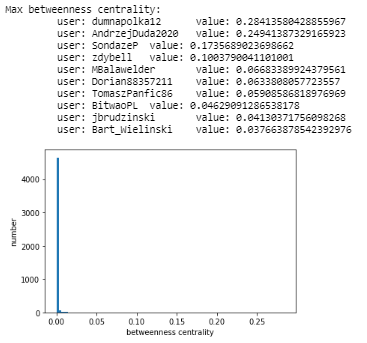 Max betweenness centrality:
user: dumnapolka12 value: 0.28413580428855967
user: AndrzejDuda2020 value: 0.24941387329165923
user: SondazeP value: 0.1735689023698662
user: zdybell value: 0.1003790041101001
user: MBalawelder value: 0.06683389924379561
user: Dorian88357211 value: 0.0633808057723557
user: TomaszPanfic86 value: 0.05908586818976969
user: BitwaoPL value: 0.04629091286538178
user: jbrudzinski value: 0.04130371756098268
user: Bart_Wielinski value: 0.037663878542392976
4000
3000
2000
1000
0
number
0.00 0.05 0.10 0.15 0.20 0.25
betweenness centrality